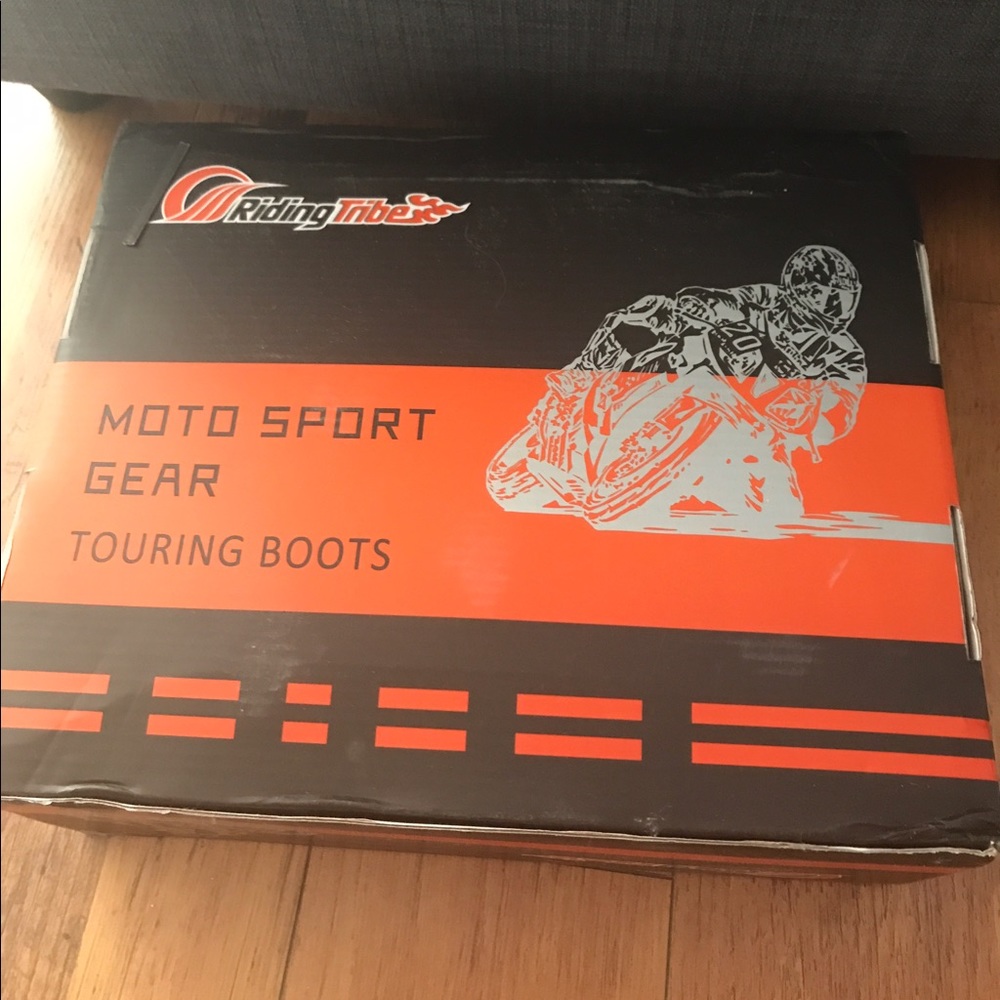 RidingTribe
MOTO SPORT
GEAR
TOURING BOOTS